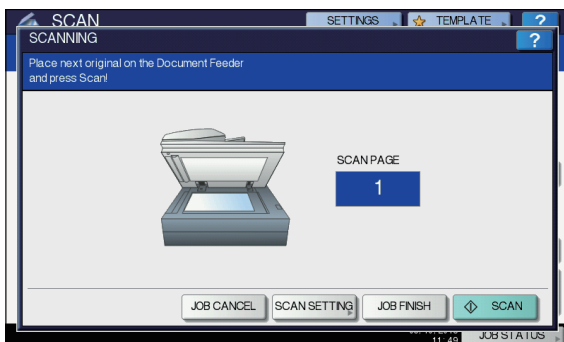 SCAN
SETTINGS
TEMPLATE
?
SCANNING
?
Place next original on the Document Feeder
and press Scan!
SCAN PAGE
1
JOB CANCEL
SCAN SETTING
JOB FINISH
SCAN
11:49
JOB STATUS